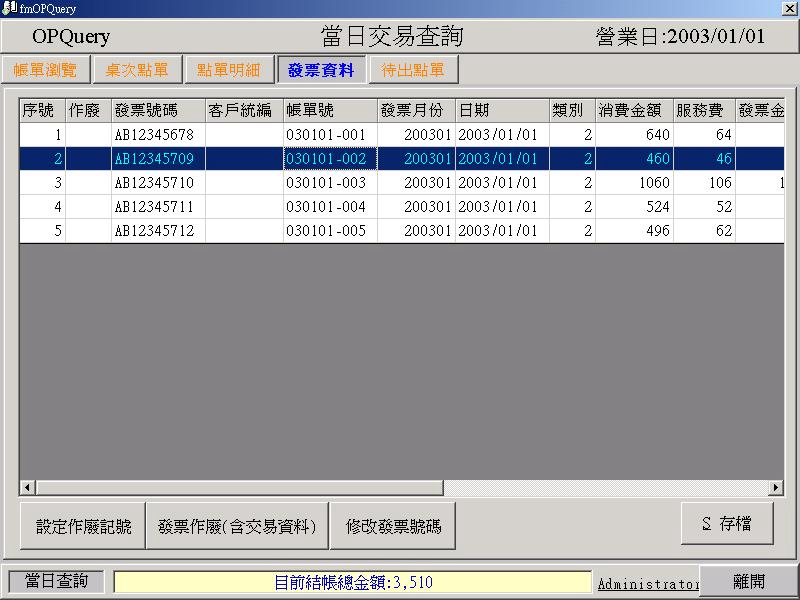 fmOPQuery
OPQuery 當日交易查詢 營業日:2003/01/01
帳單瀏覽 桌次點單 點單明細 發票資料 待出點單
序號 作廢 發票號碼 客戶統編 帳單號 發票月份 日期 類別 消費金額 服務費 發票金
1 AB12345678 030101-001 200301 2003/01/01 2 640 64
2 AB12345709 030101-002 200301 2003/01/01 2 460 46
3 AB12345710 030101-003 200301 2003/01/01 2 1060 106 1
4 AB12345711 030101-004 200301 2003/01/01 2 524 52
5 AB12345712 030101-005 200301 2003/01/01 2 496 62
設定作廢記號 發票作廢(含交易資料) 修改發票號碼 S 存檔
當日查詢 目前結帳總金額:3,510 Administrator 離開